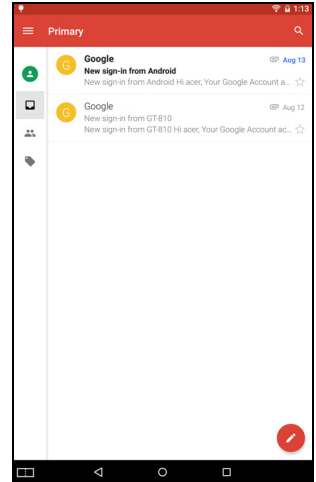 1:13
Primary
G
Google
Aug 13
New sign-in from Android
New sign-in from Android Hi acer, Your Google Account a...
G
Google
Aug 12
New sign-in from GT-810
New sign-in from GT-810 Hi acer, Your Google Account ac...